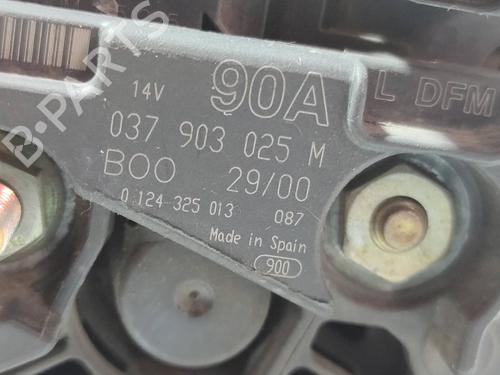 14V 90A L DFM
037 903 025 M
BOO 29/00
0 124 325 013 087
Made in Spain
900
B-PARTS